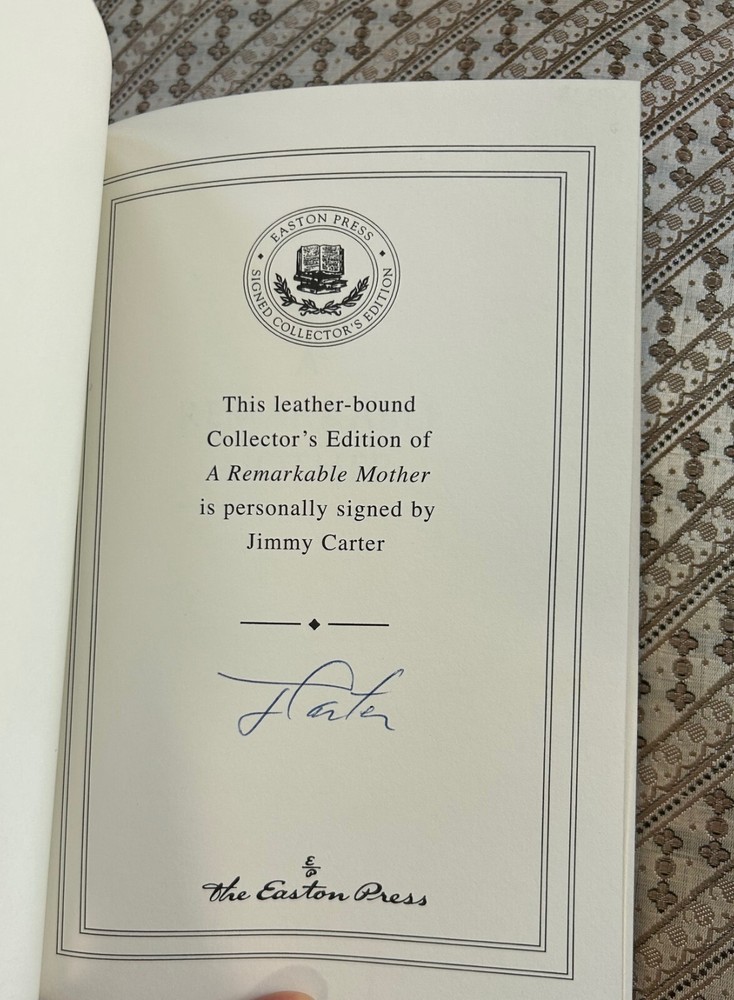 EASTON PRESS
SIGNED COLLECTOR'S EDITION
This leather-bound
Collector's Edition of
A Remarkable Mother
is personally signed by
Jimmy Carter
J Carter
E
P
The Easton Press